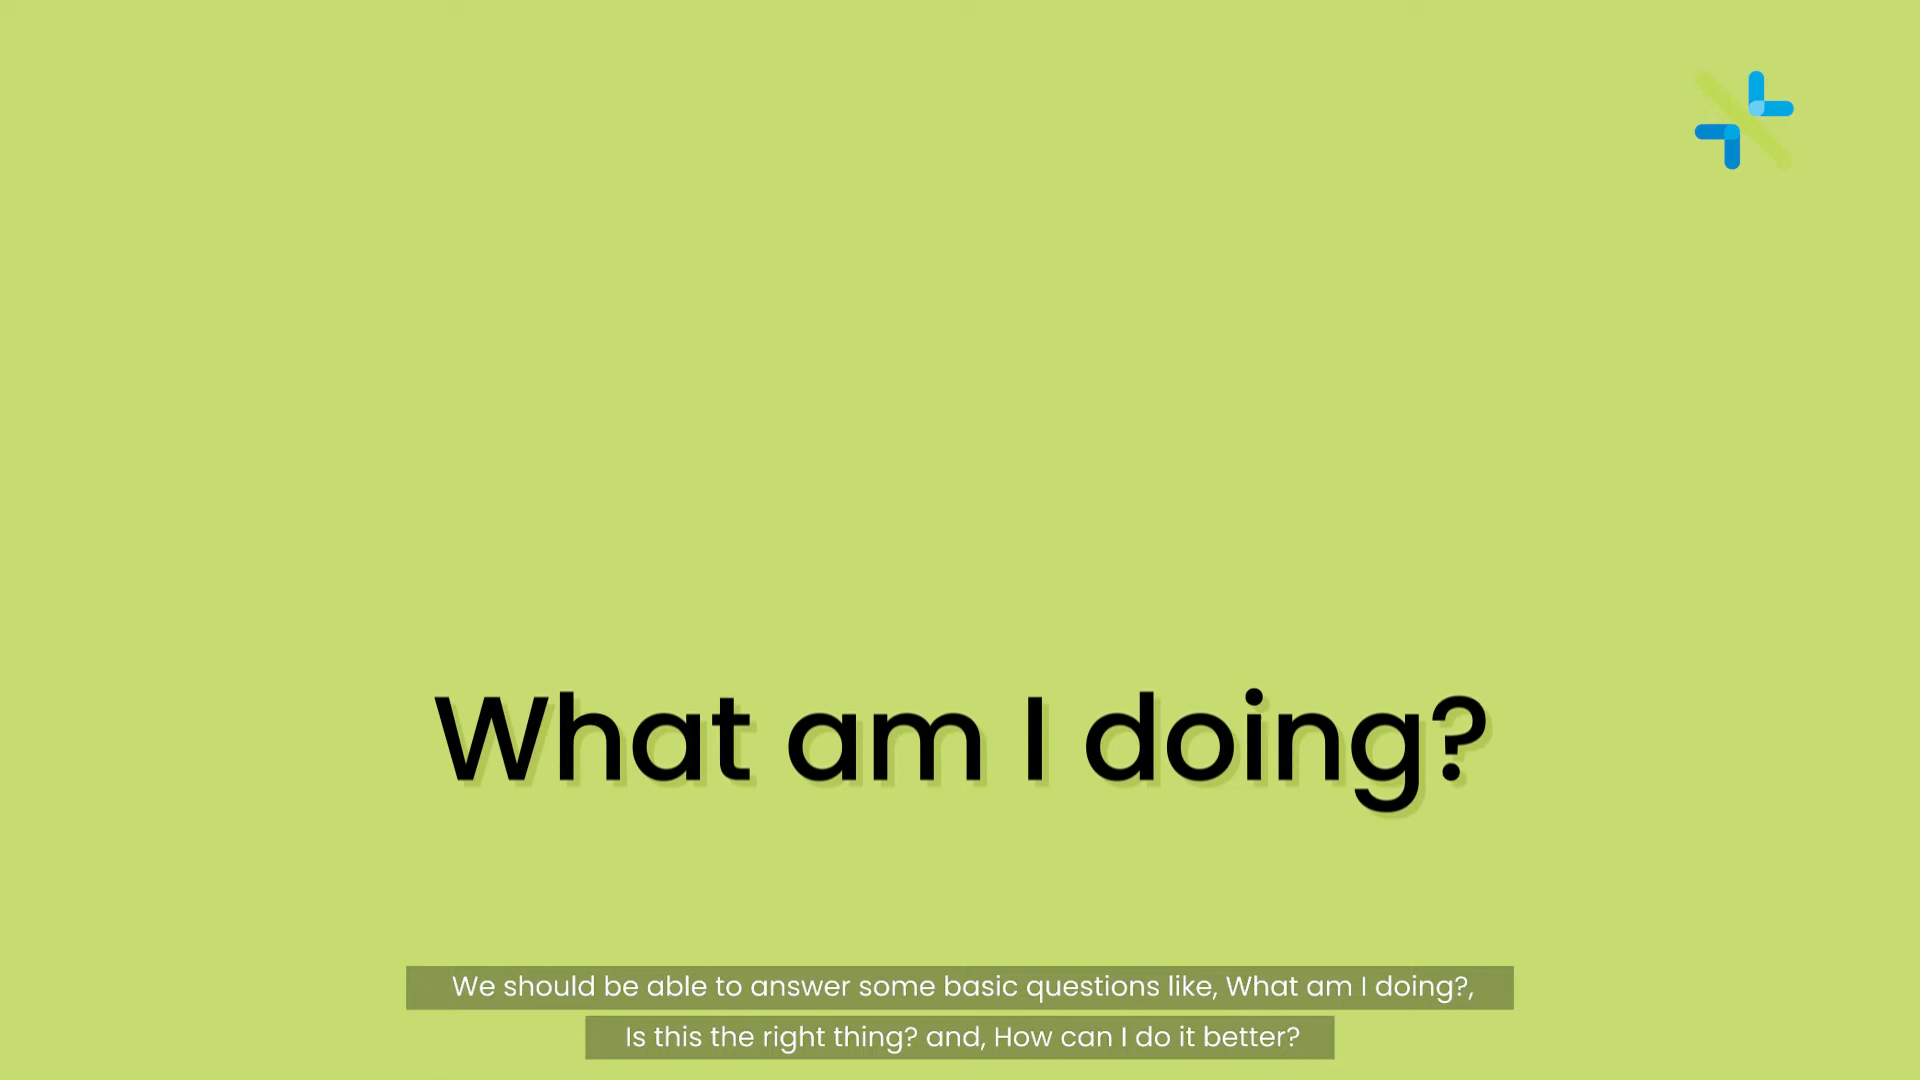 What am I doing?
We should be able to answer some basic questions like, What am I doing?,
Is this the right thing? and, How can I do it better?